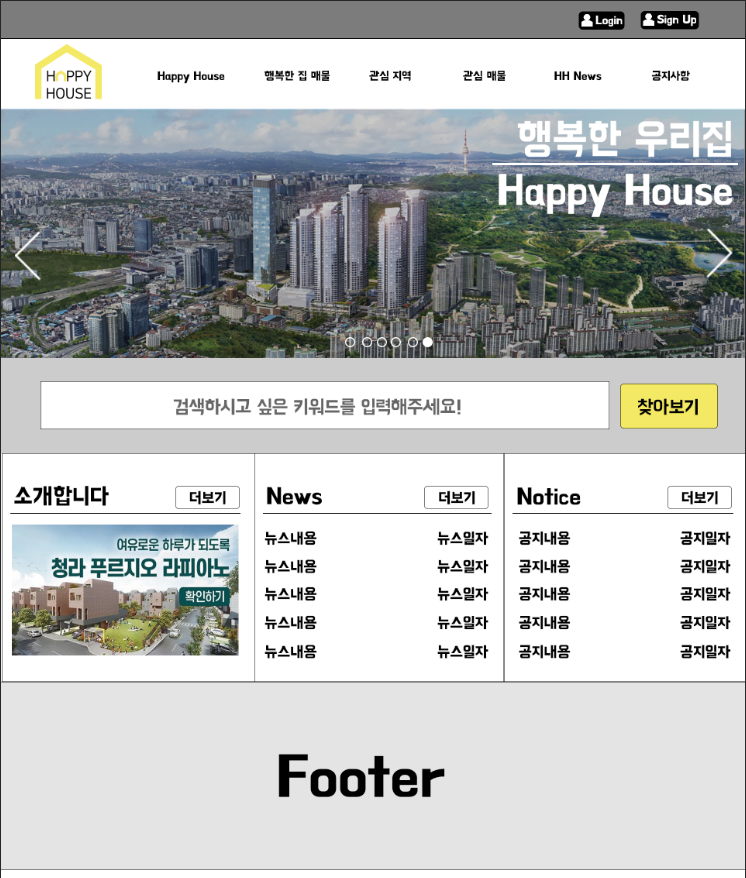 Login Sign Up
HAPPY
HOUSE
Happy House 행복한 집 매물 관심 지역 관심 매물 HH News 공지사항
행복한 우리집
Happy House
검색하시고 싶은 키워드를 입력해주세요! 찾아보기
소개합니다 더보기
여유로운 하루가 되도록
청라 푸르지오 라피아노
확인하기
News 더보기
뉴스내용 뉴스일자
뉴스내용 뉴스일자
뉴스내용 뉴스일자
뉴스내용 뉴스일자
뉴스내용 뉴스일자
Notice 더보기
공지내용 공지일자
공지내용 공지일자
공지내용 공지일자
공지내용 공지일자
공지내용 공지일자
Footer